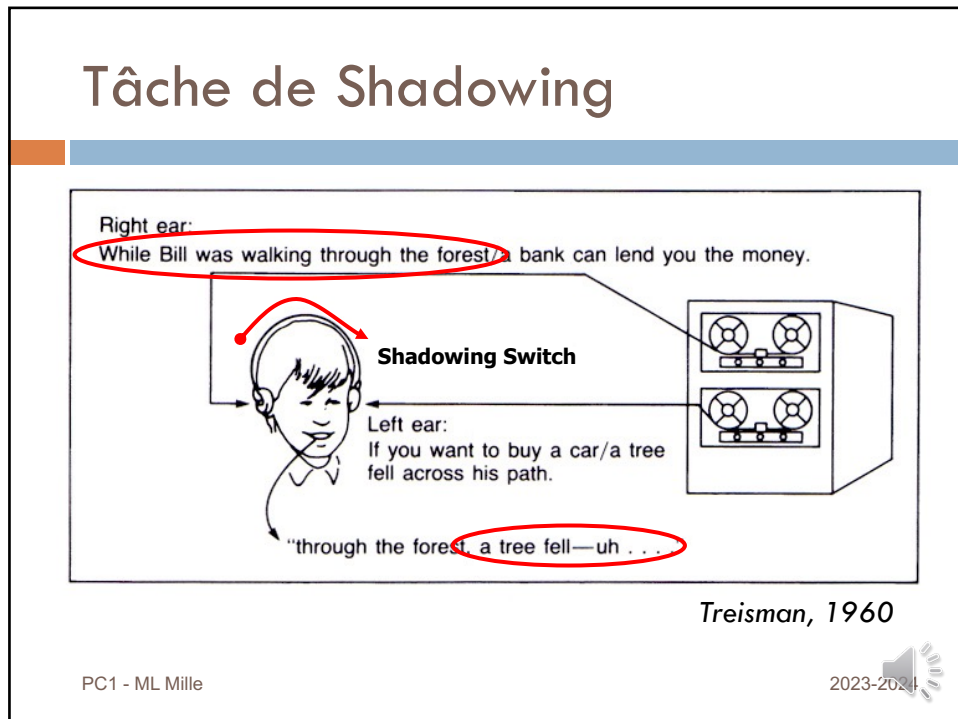 Tâche de Shadowing
Right ear:
While Bill was walking through the forest/a bank can lend you the money.
Shadowing Switch
Left ear:
If you want to buy a car/a tree
fell across his path.
"through the forest, a tree fell—uh . . . ."
Treisman, 1960
PC1 - ML Mille
2023-2024